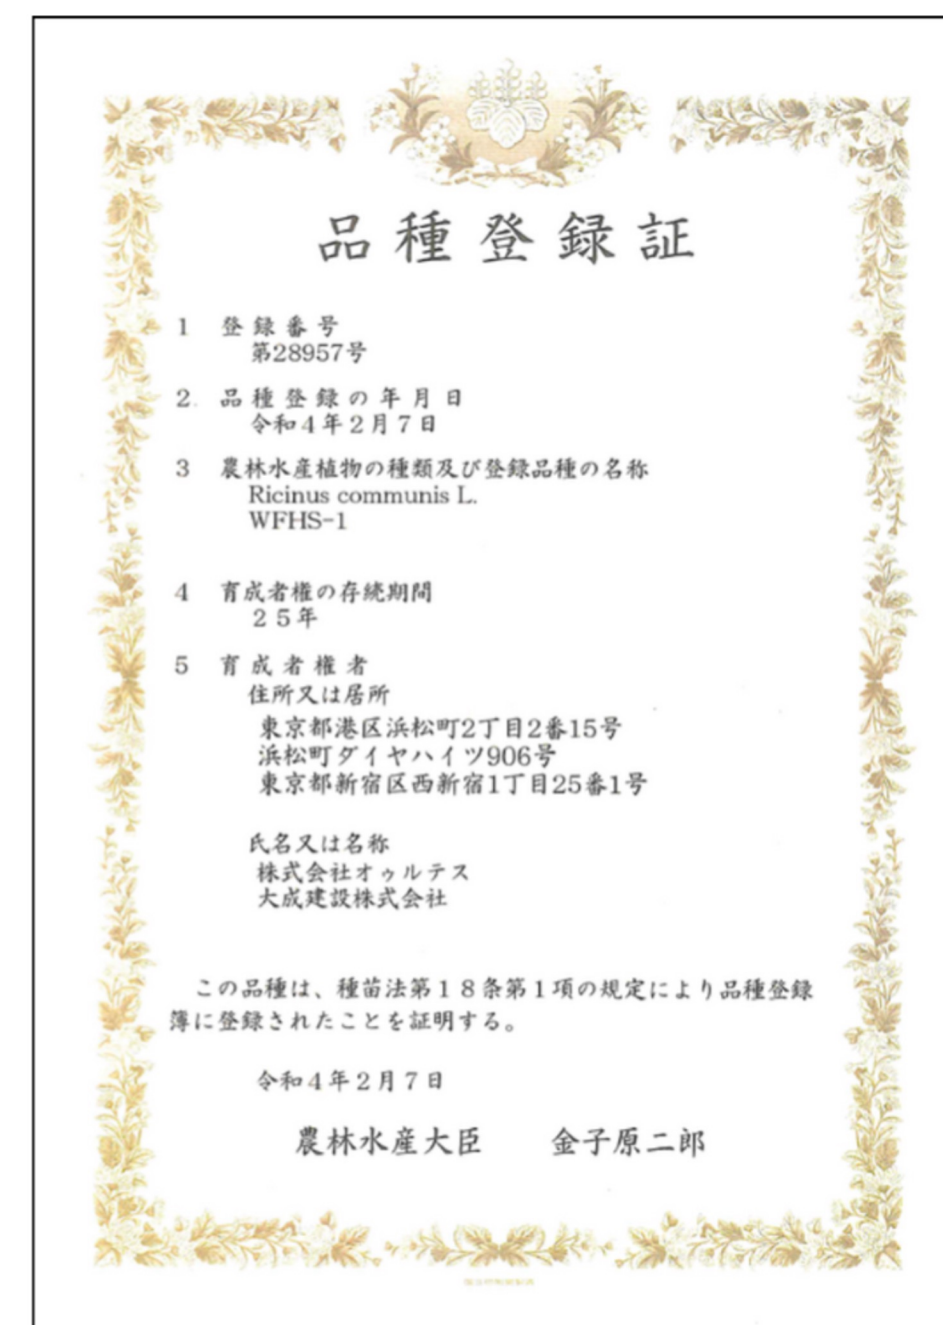 品種登録証
1 登録番号
第28957号
2 品種登録の年月日
令和4年2月7日
3 農林水産植物の種類及び登録品種の名称
Ricinus communis L.
WFHS-1
4 育成者権の存続期間
25年
5 育成者権者
住所又は居所
東京都港区浜松町2丁目2番15号
浜松町ダイヤハイツ906号
東京都新宿区西新宿1丁目25番1号
氏名又は名称
株式会社オゥルテス
大成建設株式会社
この品種は、種苗法第18条第1項の規定により品種登録
簿に登録されたことを証明する。
令和4年2月7日
農林水産大臣 金子原二郎